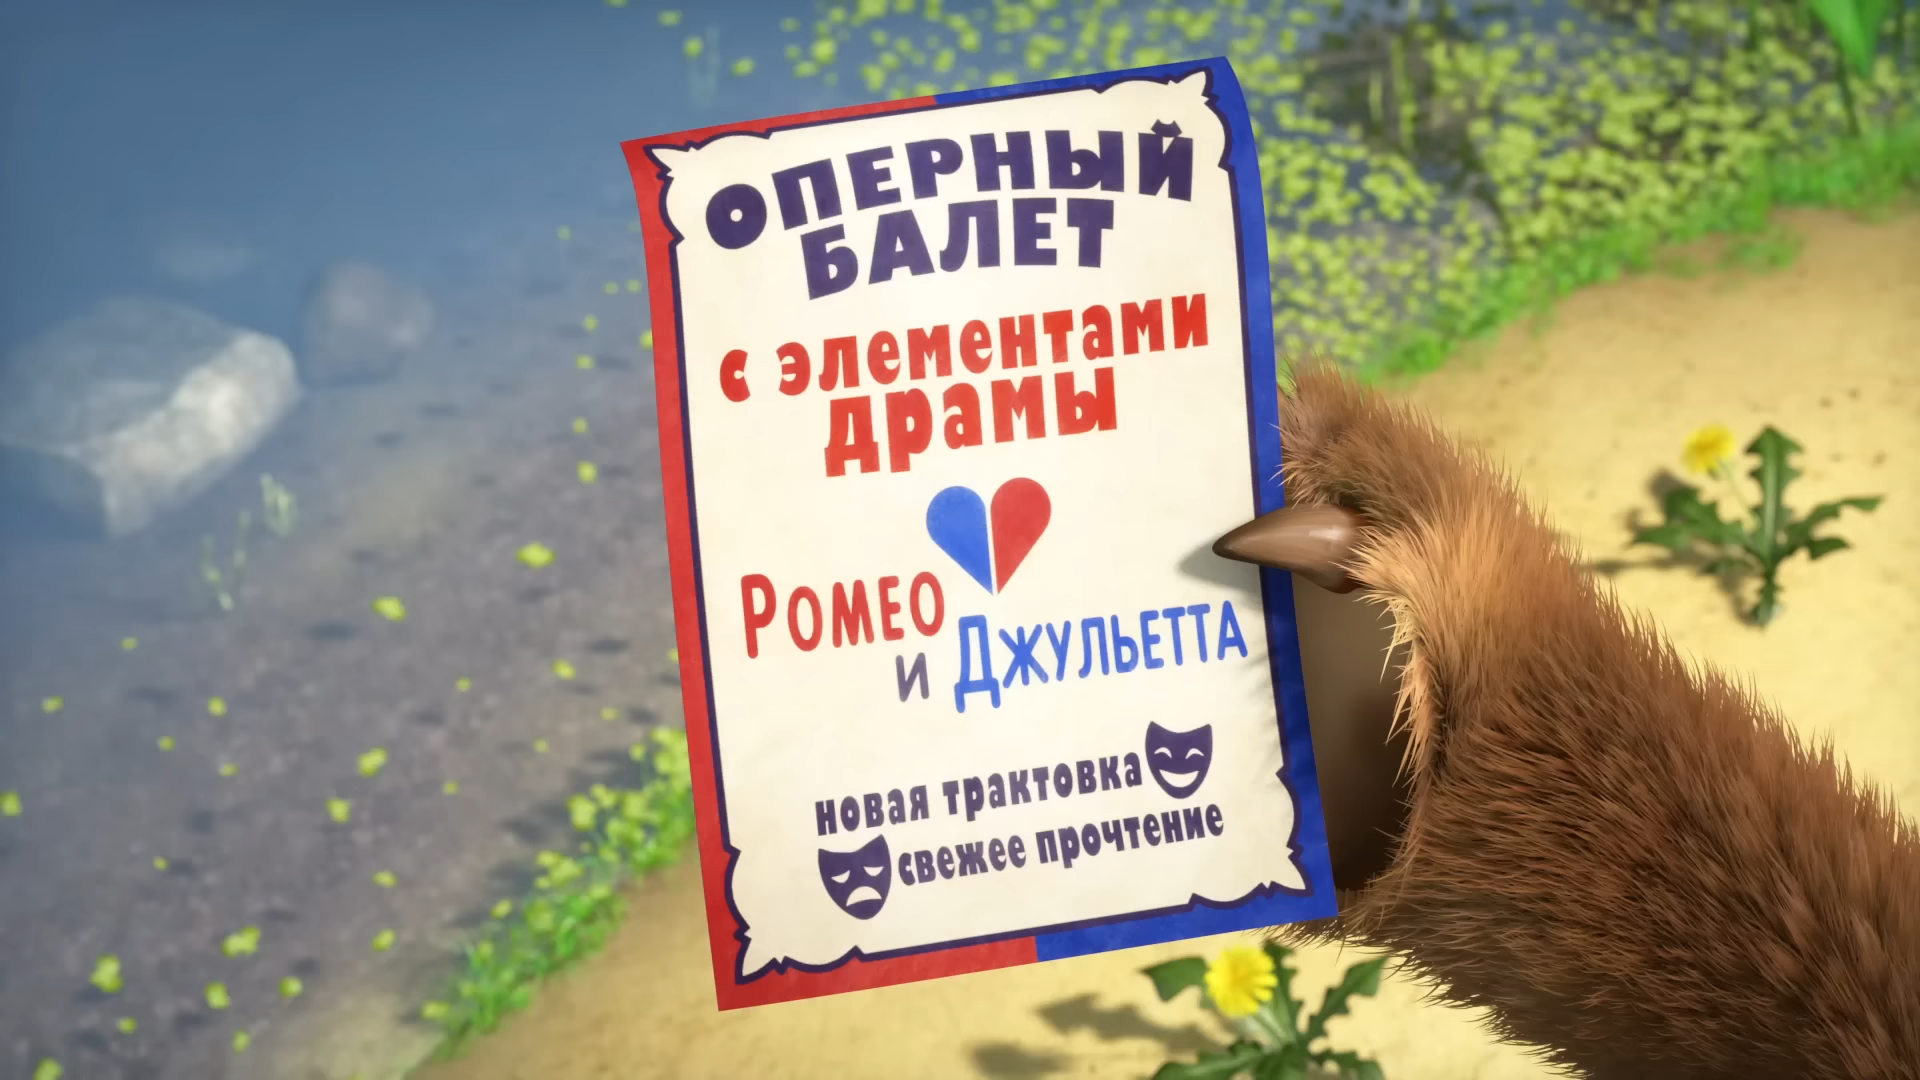 ОПЕРНЫЙ
БАЛЕТ
с элементами
драмы
РОМЕО
и ДЖУЛЬЕТТА
новая трактовка
свежее прочтение